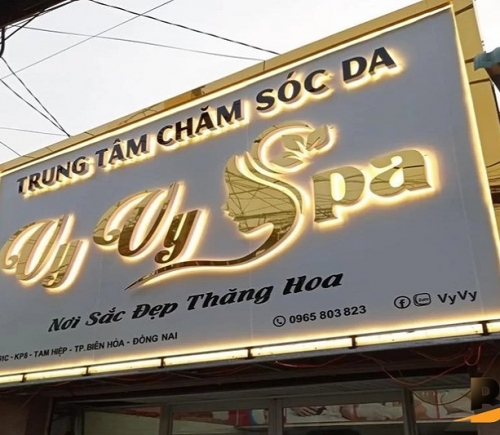 TRUNG TÂM CHĂM SÓC DA
Vy Vy Spa
Nơi Sắc Đẹp Thăng Hoa
0965 803 823
VyVy
KP8 - TAM HIỆP - TP. BIÊN HÒA - ĐỒNG NAI